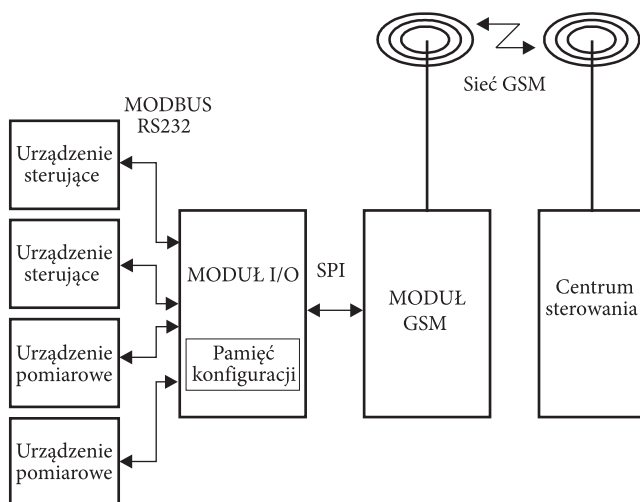 Sieć GSM
MODBUS
RS232
Urządzenie
sterujące
Urządzenie
sterujące
Urządzenie
pomiarowe
Urządzenie
pomiarowe
MODUŁ I/O
Pamięć
konfiguracji
SPI
MODUŁ
GSM
Centrum
sterowania